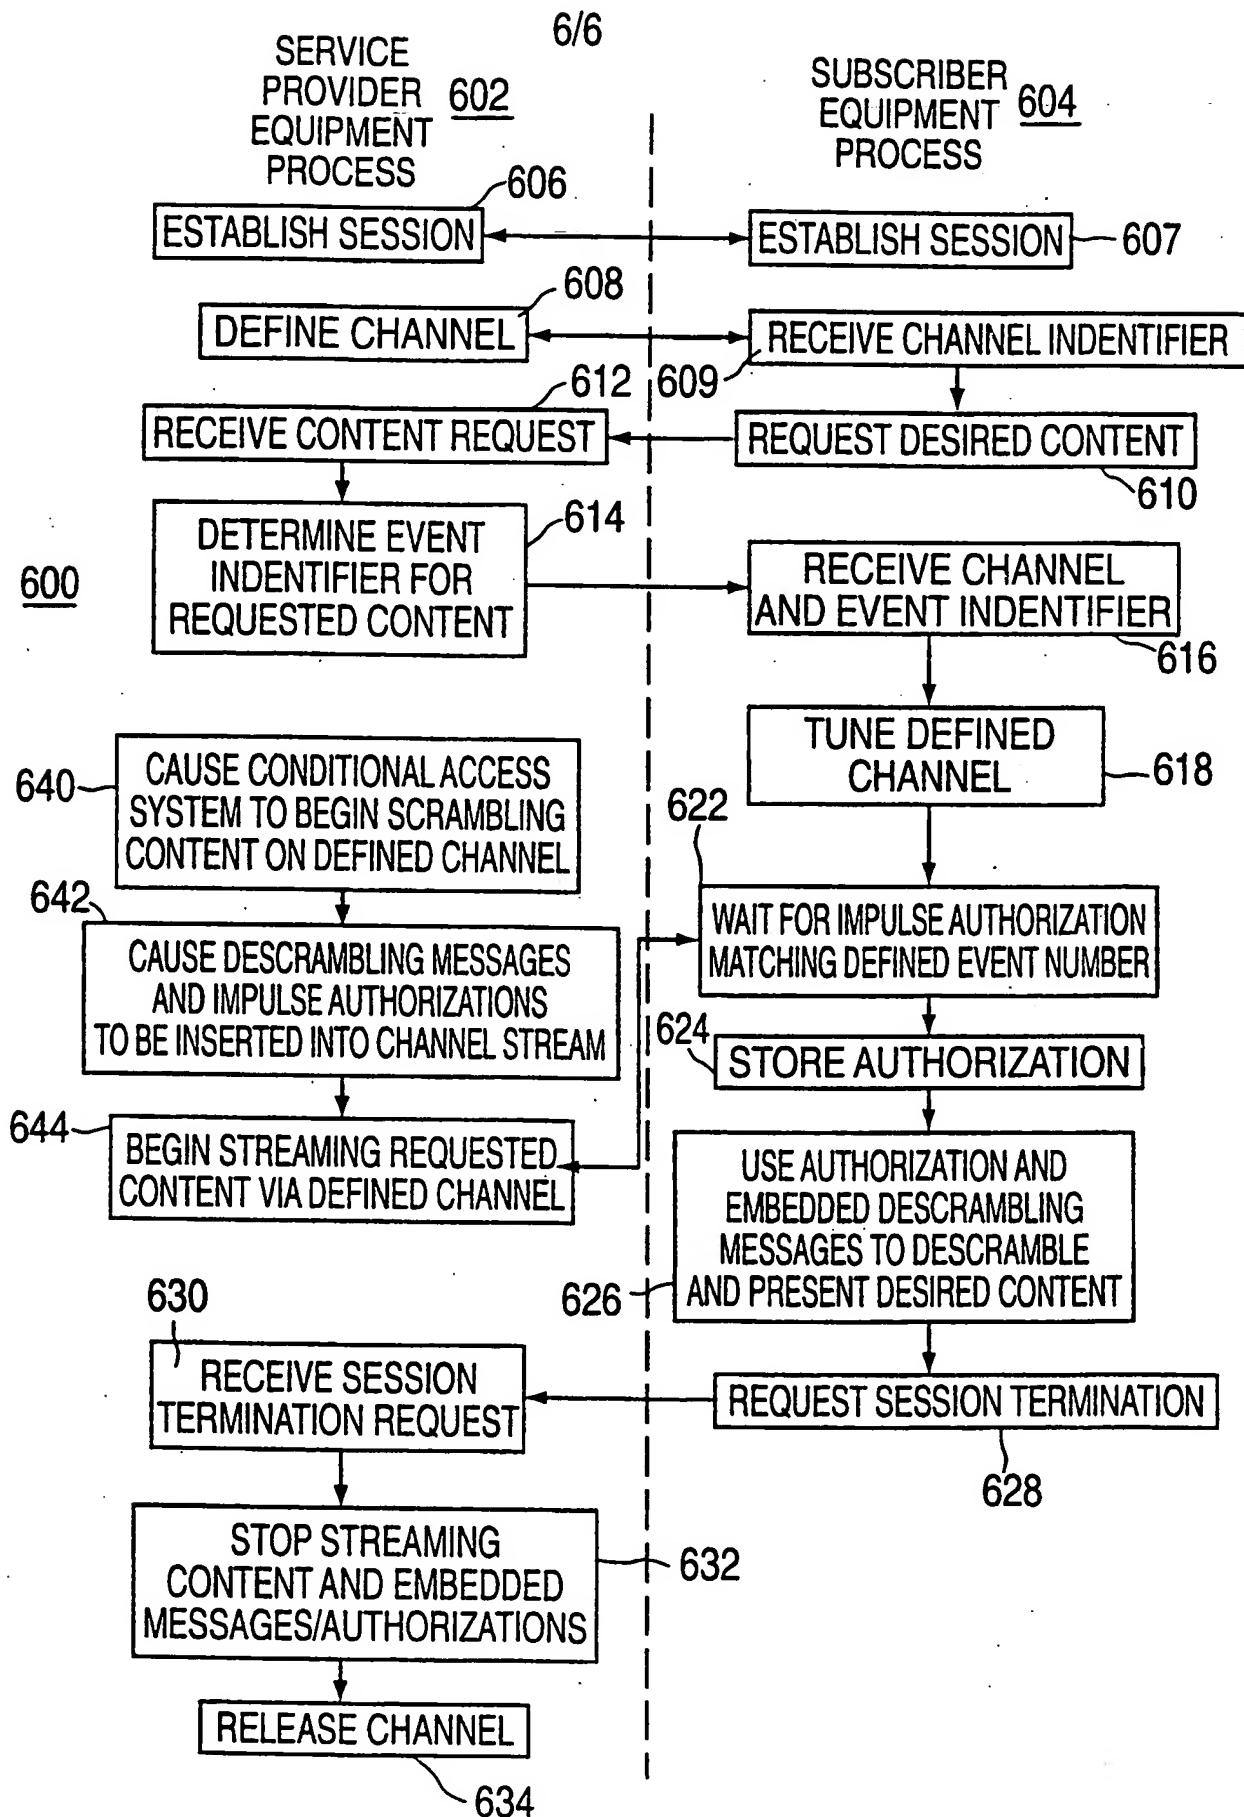 6/6
SERVICE
PROVIDER
EQUIPMENT
PROCESS
602
SUBSCRIBER
EQUIPMENT
PROCESS
604
606
ESTABLISH SESSION
ESTABLISH SESSION
607
608
DEFINE CHANNEL
RECEIVE CHANNEL INDENTIFIER
609
612
RECEIVE CONTENT REQUEST
REQUEST DESIRED CONTENT
610
600
DETERMINE EVENT
INDENTIFIER FOR
REQUESTED CONTENT
614
RECEIVE CHANNEL
AND EVENT INDENTIFIER
616
TUNE DEFINED
CHANNEL
618
640
CAUSE CONDITIONAL ACCESS
SYSTEM TO BEGIN SCRAMBLING
CONTENT ON DEFINED CHANNEL
622
WAIT FOR IMPULSE AUTHORIZATION
MATCHING DEFINED EVENT NUMBER
642
CAUSE DESCRAMBLING MESSAGES
AND IMPULSE AUTHORIZATIONS
TO BE INSERTED INTO CHANNEL STREAM
624
STORE AUTHORIZATION
644
BEGIN STREAMING REQUESTED
CONTENT VIA DEFINED CHANNEL
USE AUTHORIZATION AND
EMBEDDED DESCRAMBLING
MESSAGES TO DESCRAMBLE
AND PRESENT DESIRED CONTENT
626
630
RECEIVE SESSION
TERMINATION REQUEST
REQUEST SESSION TERMINATION
628
STOP STREAMING
CONTENT AND EMBEDDED
MESSAGES/AUTHORIZATIONS
632
RELEASE CHANNEL
634